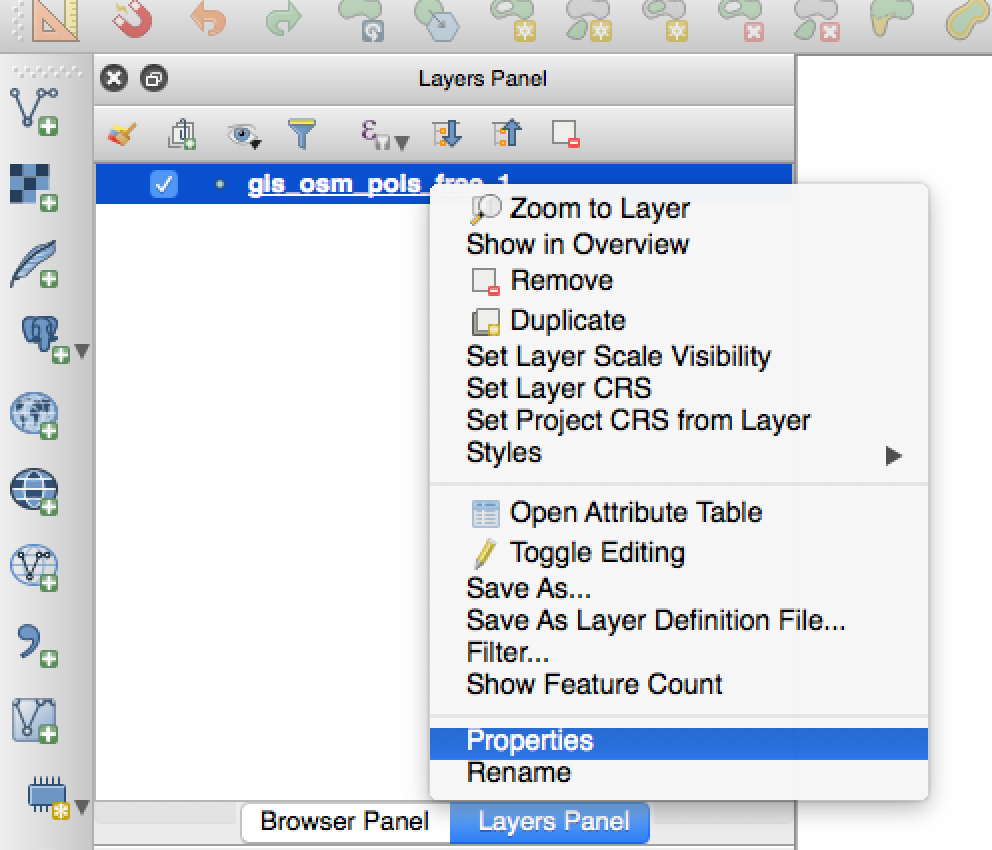 Layers Panel
gis_osm_pois_free_1
Zoom to Layer
Show in Overview
Remove
Duplicate
Set Layer Scale Visibility
Set Layer CRS
Set Project CRS from Layer
Styles
Open Attribute Table
Toggle Editing
Save As...
Save As Layer Definition File...
Filter...
Show Feature Count
Properties
Rename
Browser Panel
Layers Panel